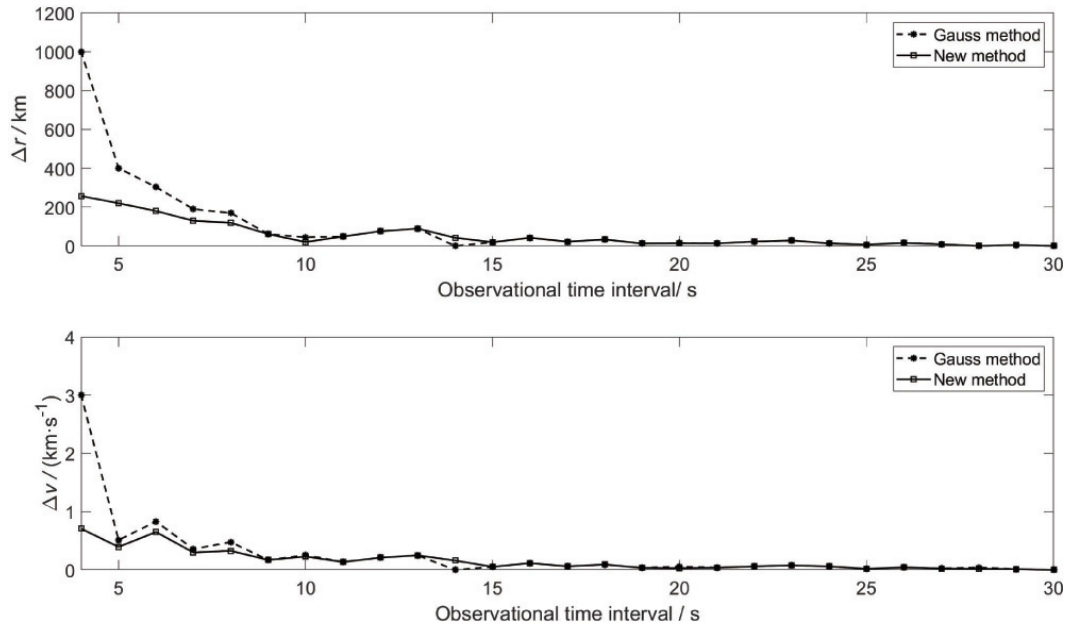 1200
1000
800
600
400
200
0
Δr / km
5 10 15 20 25 30
Observational time interval/ s
Gauss method
New method
4
3
2
1
0
Δv / (km·s⁻¹)
5 10 15 20 25 30
Observational time interval / s
Gauss method
New method